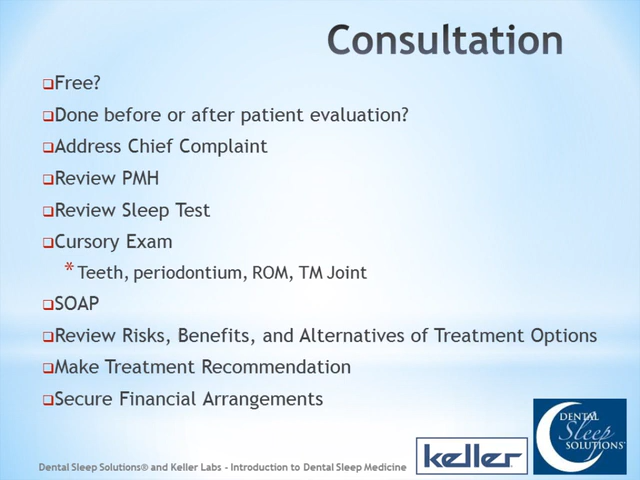 Consultation
❑Free?
❑Done before or after patient evaluation?
❑Address Chief Complaint
❑Review PMH
❑Review Sleep Test
❑Cursory Exam
* Teeth, periodontium, ROM, TM Joint
❑SOAP
❑Review Risks, Benefits, and Alternatives of Treatment Options
❑Make Treatment Recommendation
❑Secure Financial Arrangements
Dental Sleep Solutions® and Keller Labs - Introduction to Dental Sleep Medicine
keller
DENTAL
Sleep
SOLUTIONS